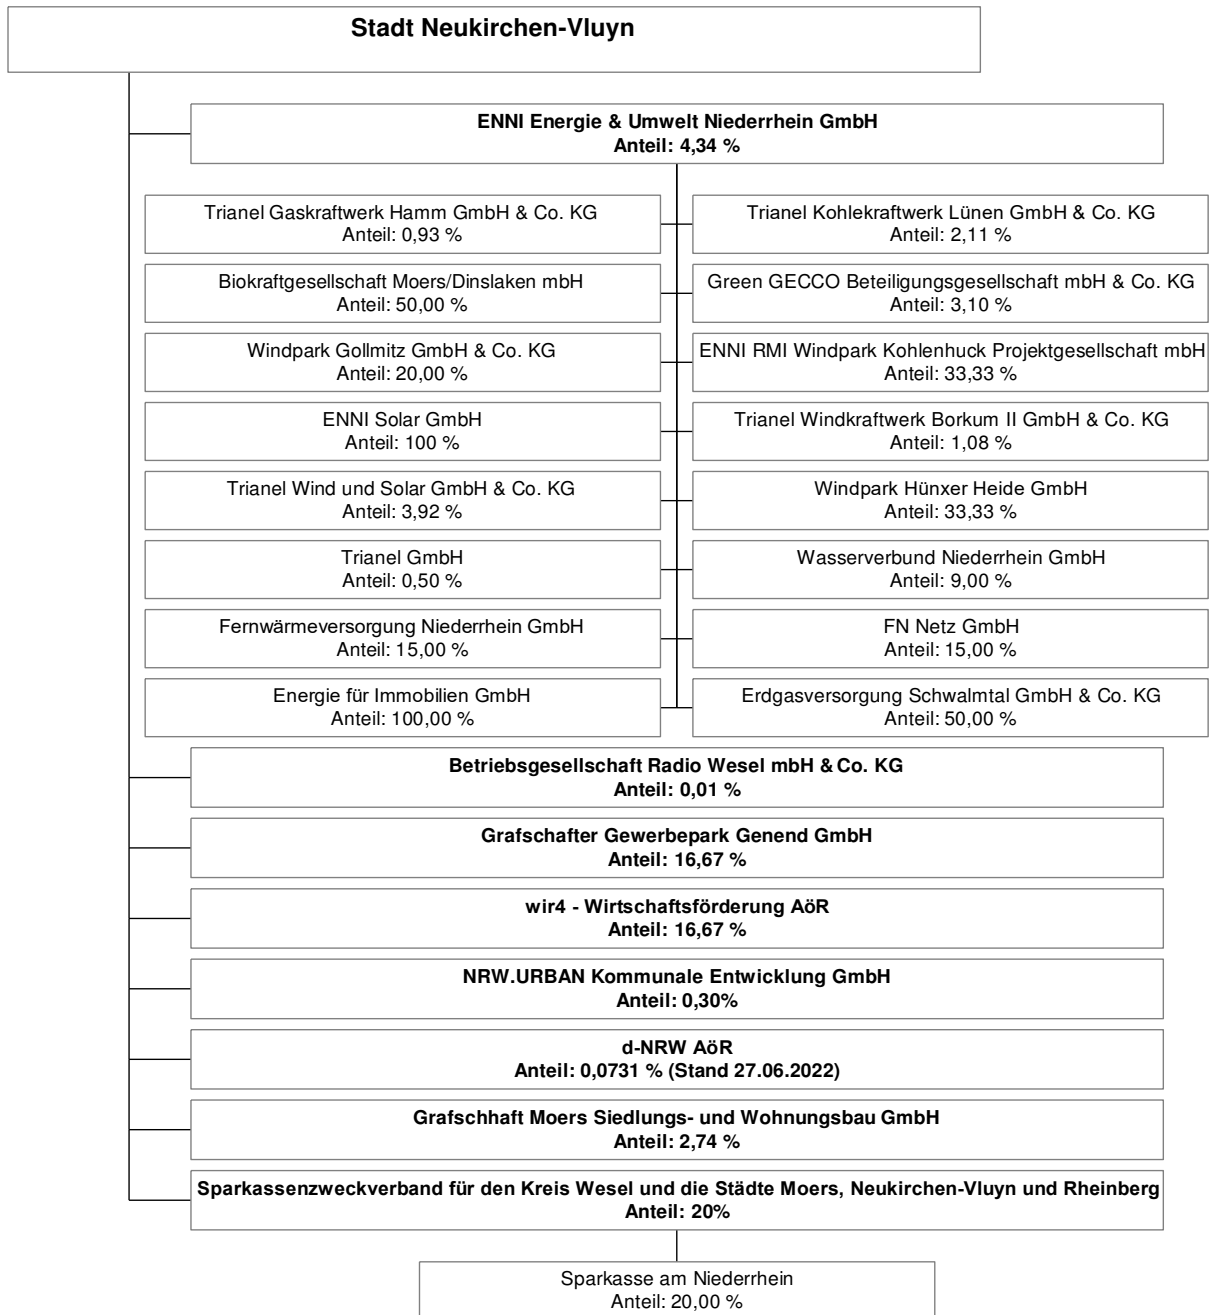 Stadt Neukirchen-Vluyn
ENNI Energie & Umwelt Niederrhein GmbH
Anteil: 4,34 %
Trianel Gaskraftwerk Hamm GmbH & Co. KG
Anteil: 0,93 %
Trianel Kohlekraftwerk Lünen GmbH & Co. KG
Anteil: 2,11 %
Biokraftgesellschaft Moers/Dinslaken mbH
Anteil: 50,00 %
Green GECCO Beteiligungsgesellschaft mbH & Co. KG
Anteil: 3,10 %
Windpark Gollmitz GmbH & Co. KG
Anteil: 20,00 %
ENNI RMI Windpark Kohlenhuck Projektgesellschaft mbH
Anteil: 33,33 %
ENNI Solar GmbH
Anteil: 100 %
Trianel Windkraftwerk Borkum II GmbH & Co. KG
Anteil: 1,08 %
Trianel Wind und Solar GmbH & Co. KG
Anteil: 3,92 %
Windpark Hünxer Heide GmbH
Anteil: 33,33 %
Trianel GmbH
Anteil: 0,50 %
Wasserverbund Niederrhein GmbH
Anteil: 9,00 %
Fernwärmeversorgung Niederrhein GmbH
Anteil: 15,00 %
FN Netz GmbH
Anteil: 15,00 %
Energie für Immobilien GmbH
Anteil: 100,00 %
Erdgasversorgung Schwalmtal GmbH & Co. KG
Anteil: 50,00 %
Betriebsgesellschaft Radio Wesel mbH & Co. KG
Anteil: 0,01 %
Grafschafter Gewerbepark Genend GmbH
Anteil: 16,67 %
wir4 - Wirtschaftsförderung AöR
Anteil: 16,67 %
NRW.URBAN Kommunale Entwicklung GmbH
Anteil: 0,30%
d-NRW AöR
Anteil: 0,0731 % (Stand 27.06.2022)
Grafschhaft Moers Siedlungs- und Wohnungsbau GmbH
Anteil: 2,74 %
Sparkassenzweckverband für den Kreis Wesel und die Städte Moers, Neukirchen-Vluyn und Rheinberg
Anteil: 20%
Sparkasse am Niederrhein
Anteil: 20,00 %